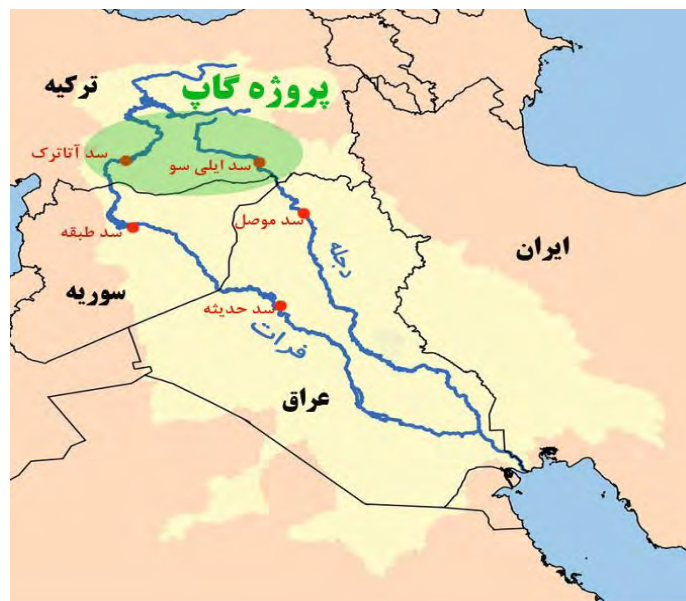 پروژه گاپ
ترکیه
سد آتاترک
سد ایلی سو
سد موصل
سد طبقه
دجله
ایران
سوریه
سد حدیثه
فرات
عراق